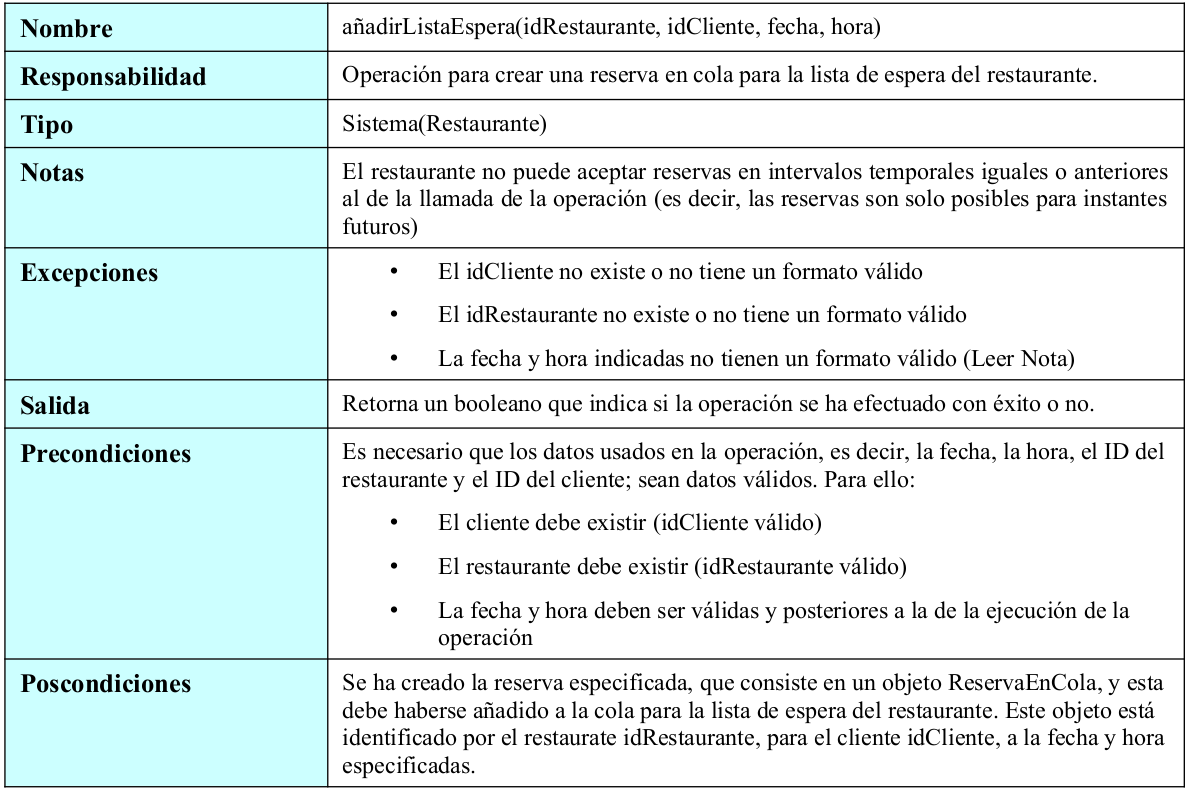 Nombre
añadirListaEspera(idRestaurante, idCliente, fecha, hora)
Responsabilidad
Operación para crear una reserva en cola para la lista de espera del restaurante.
Tipo
Sistema(Restaurante)
Notas
El restaurante no puede aceptar reservas en intervalos temporales iguales o anteriores
al de la llamada de la operación (es decir, las reservas son solo posibles para instantes
futuros)
Excepciones
• El idCliente no existe o no tiene un formato válido
• El idRestaurante no existe o no tiene un formato válido
• La fecha y hora indicadas no tienen un formato válido (Leer Nota)
Salida
Retorna un booleano que indica si la operación se ha efectuado con éxito o no.
Precondiciones
Es necesario que los datos usados en la operación, es decir, la fecha, la hora, el ID del
restaurante y el ID del cliente; sean datos válidos. Para ello:
• El cliente debe existir (idCliente válido)
• El restaurante debe existir (idRestaurante válido)
• La fecha y hora deben ser válidas y posteriores a la de la ejecución de la
operación
Poscondiciones
Se ha creado la reserva especificada, que consiste en un objeto ReservaEnCola, y esta
debe haberse añadido a la cola para la lista de espera del restaurante. Este objeto está
identificado por el restaurate idRestaurante, para el cliente idCliente, a la fecha y hora
especificadas.